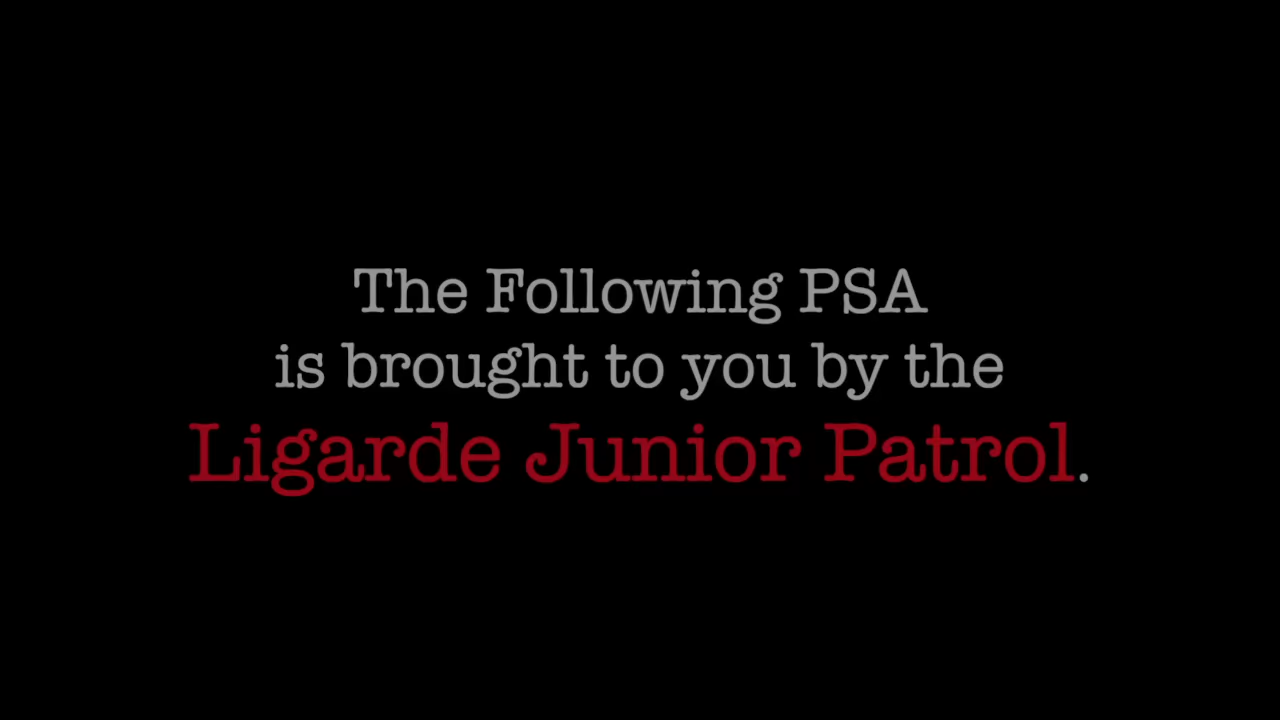 The Following PSA
is brought to you by the
Ligarde Junior Patrol.